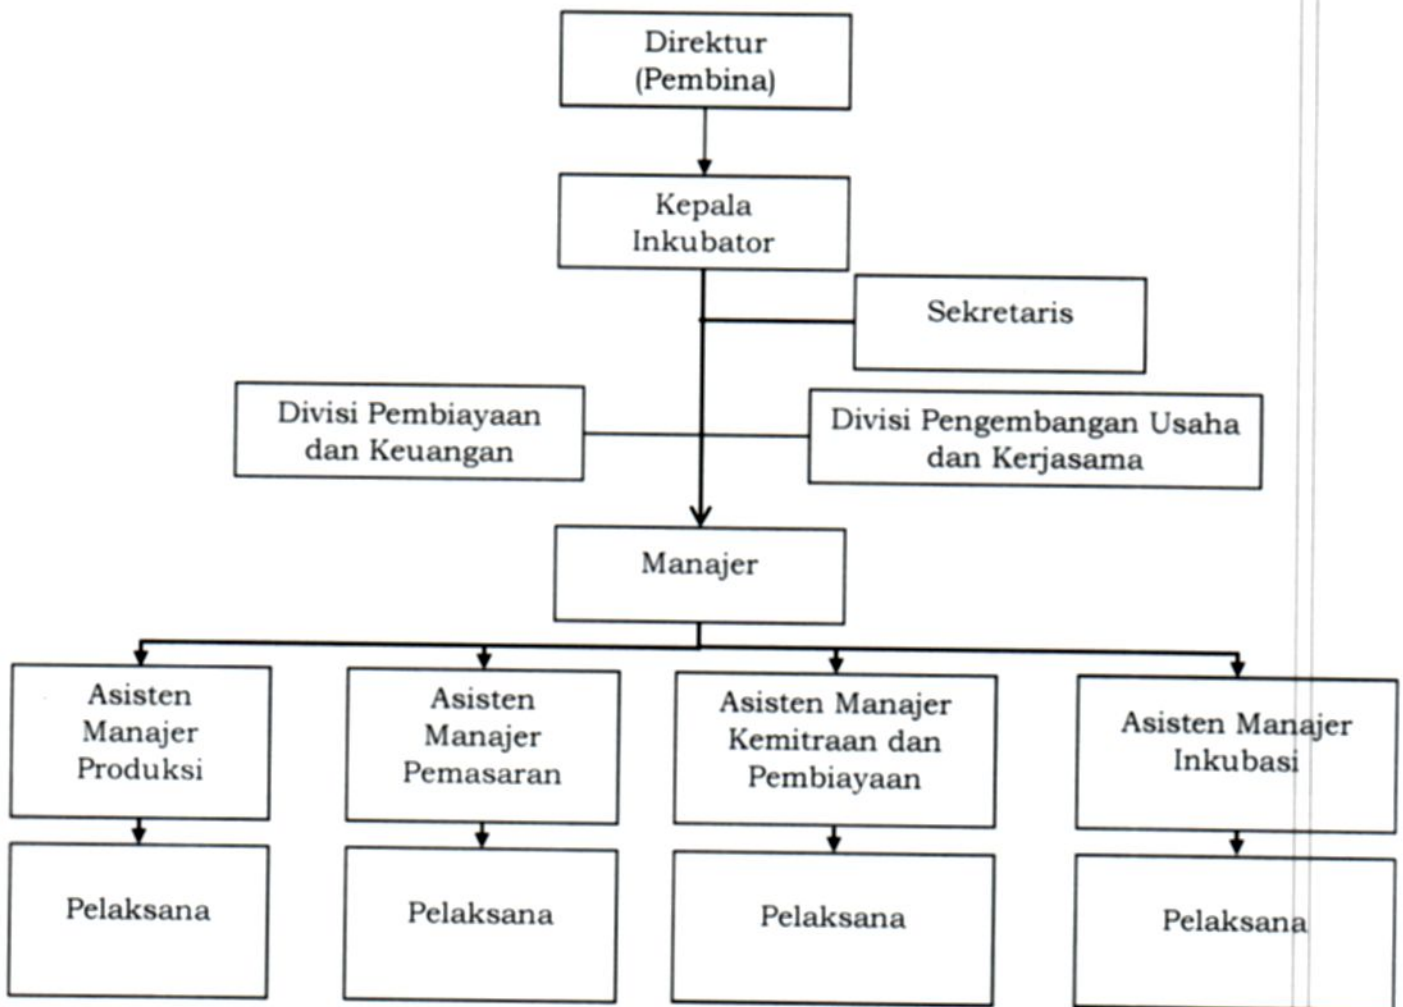 Direktur
(Pembina)
Kepala
Inkubator
Sekretaris
Divisi Pembiayaan
dan Keuangan
Divisi Pengembangan Usaha
dan Kerjasama
Manajer
Asisten
Manajer
Produksi
Asisten
Manajer
Pemasaran
Asisten Manajer
Kemitraan dan
Pembiayaan
Asisten Manajer
Inkubasi
Pelaksana
Pelaksana
Pelaksana
Pelaksana